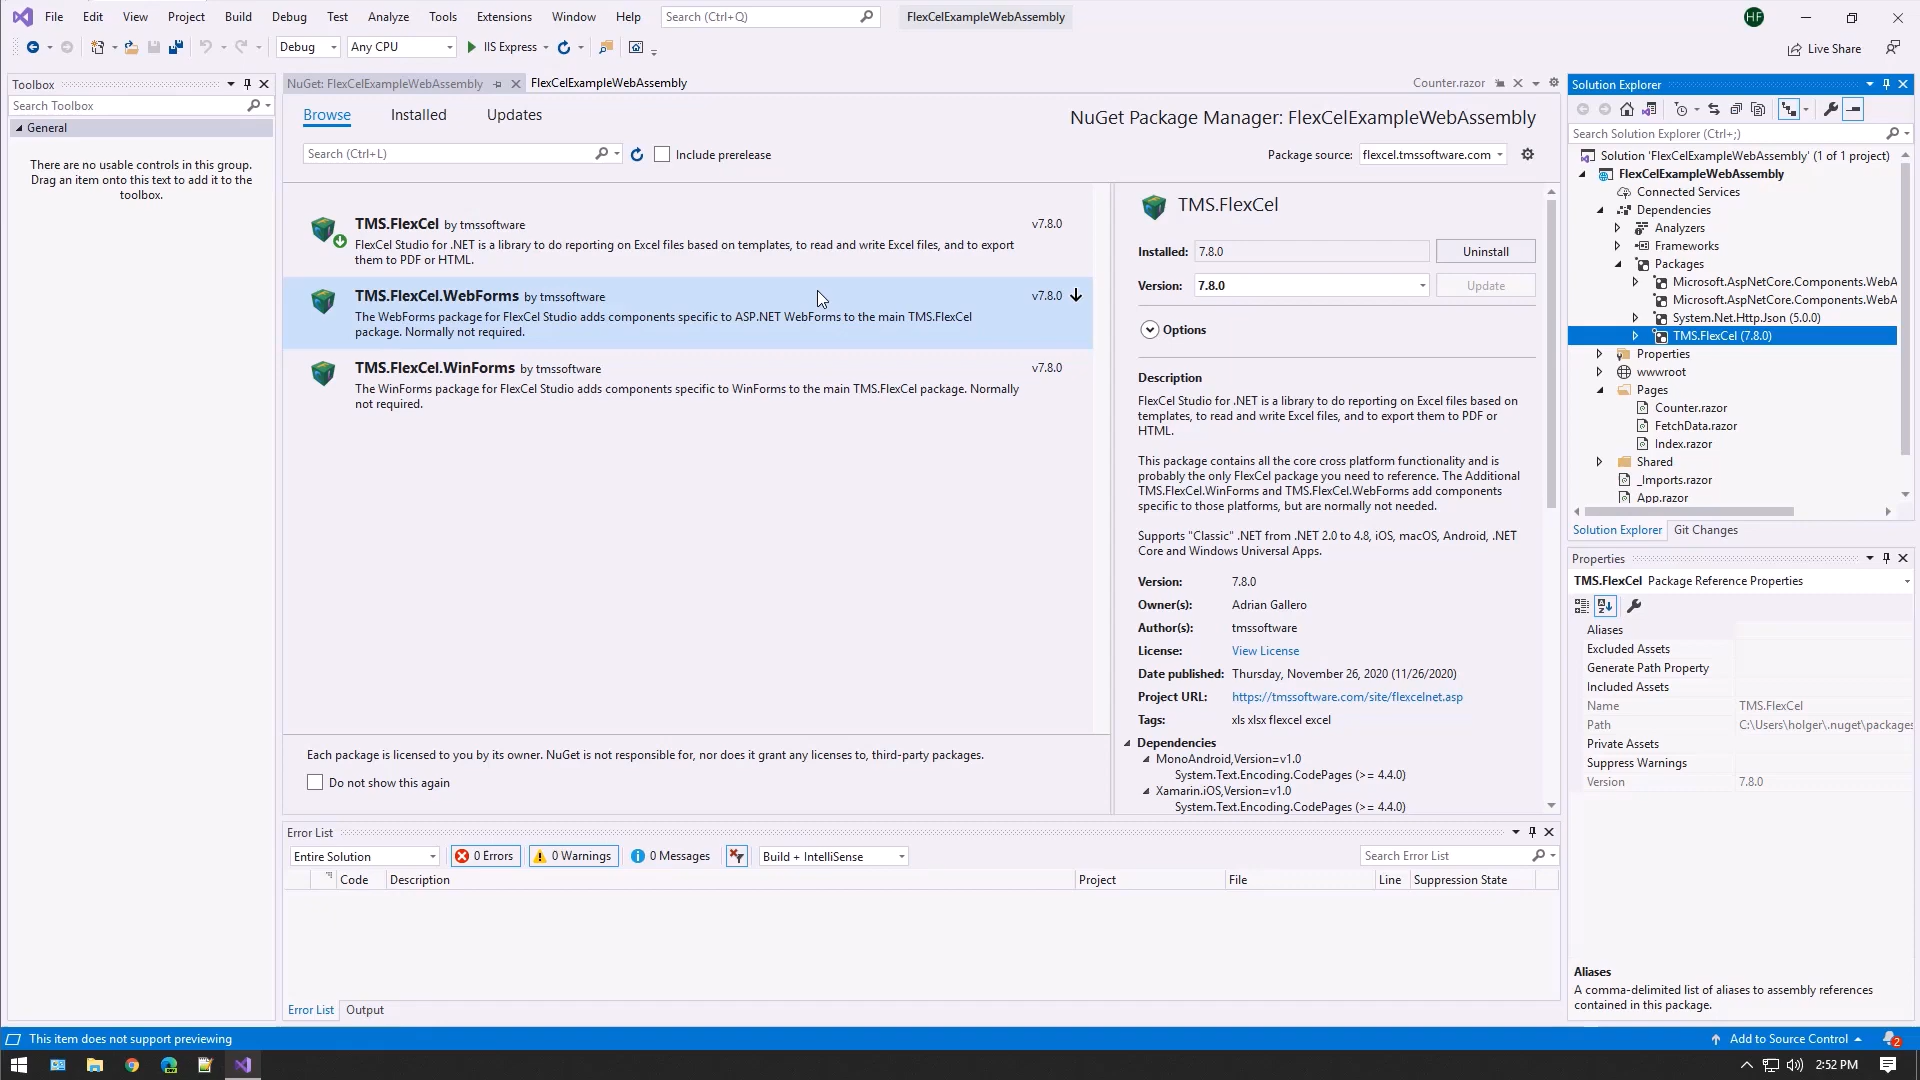 File Edit View Project Build Debug Test Analyze Tools Extensions Window Help Search (Ctrl+Q) FlexCelExampleWebAssembly HF
Debug Any CPU IIS Express Live Share
Toolbox
Search Toolbox
General
There are no usable controls in this group.
Drag an item onto this text to add it to the
toolbox.
NuGet: FlexCelExampleWebAssembly FlexCelExampleWebAssembly Counter.razor
Browse Installed Updates
NuGet Package Manager: FlexCelExampleWebAssembly
Search (Ctrl+L) Include prerelease
Package source: flexcel.tmssoftware.com
TMS.FlexCel by tmssoftware v7.8.0
FlexCel Studio for .NET is a library to do reporting on Excel files based on templates, to read and write Excel files, and to export
them to PDF or HTML.
TMS.FlexCel.WebForms by tmssoftware v7.8.0
The WebForms package for FlexCel Studio adds components specific to ASP.NET WebForms to the main TMS.FlexCel
package. Normally not required.
TMS.FlexCel.WinForms by tmssoftware v7.8.0
The WinForms package for FlexCel Studio adds components specific to WinForms to the main TMS.FlexCel package. Normally
not required.
Each package is licensed to you by its owner. NuGet is not responsible for, nor does it grant any licenses to, third-party packages.
Do not show this again
TMS.FlexCel
Installed: 7.8.0 Uninstall
Version: 7.8.0 Update
Options
Description
FlexCel Studio for .NET is a library to do reporting on Excel files based on
templates, to read and write Excel files, and to export them to PDF or
HTML.
This package contains all the core cross platform functionality and is
probably the only FlexCel package you need to reference. The Additional
TMS.FlexCel.WinForms and TMS.FlexCel.WebForms add components
specific to those platforms, but are normally not needed.
Supports "Classic" .NET from .NET 2.0 to 4.8, iOS, macOS, Android, .NET
Core and Windows Universal Apps.
Version: 7.8.0
Owner(s): Adrian Gallero
Author(s): tmssoftware
License: View License
Date published: Thursday, November 26, 2020 (11/26/2020)
Project URL: https://tmssoftware.com/site/flexcelnet.asp
Tags: xls xlsx flexcel excel
Dependencies
MonoAndroid,Version=v1.0
System.Text.Encoding.CodePages (>= 4.4.0)
Xamarin.iOS,Version=v1.0
System.Text.Encoding.CodePages (>= 4.4.0)
Error List
Entire Solution 0 Errors 0 Warnings 0 Messages Build + IntelliSense Search Error List
Code Description Project File Line Suppression State
Error List Output
Solution Explorer
Search Solution Explorer (Ctrl+;)
Solution 'FlexCelExampleWebAssembly' (1 of 1 project)
FlexCelExampleWebAssembly
Connected Services
Dependencies
Analyzers
Frameworks
Packages
Microsoft.AspNetCore.Components.WebA
Microsoft.AspNetCore.Components.WebA
System.Net.Http.Json (5.0.0)
TMS.FlexCel (7.8.0)
Properties
wwwroot
Pages
Counter.razor
FetchData.razor
Index.razor
Shared
_Imports.razor
App.razor
Solution Explorer Git Changes
Properties
TMS.FlexCel Package Reference Properties
Aliases
Excluded Assets
Generate Path Property
Included Assets
Name TMS.FlexCel
Path C:\Users\holger\.nuget\packages
Private Assets
Suppress Warnings
Version 7.8.0
Aliases
A comma-delimited list of aliases to assembly references
contained in this package.
This item does not support previewing Add to Source Control 2
2:52 PM